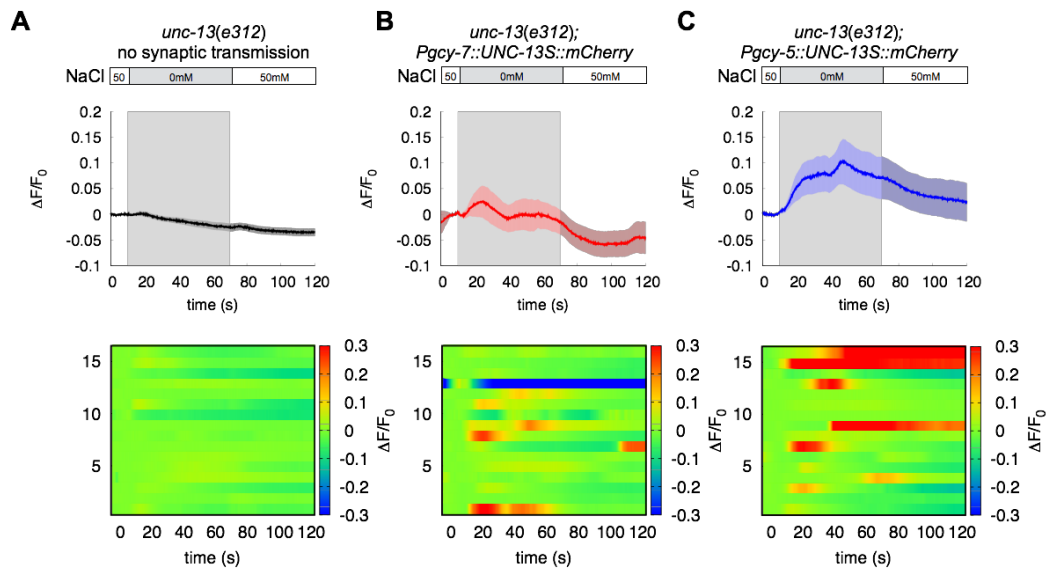 A
unc-13(e312)
no synaptic transmission
NaCl 50 0mM 50mM
0.2
0.15
0.1
0.05
0
-0.05
0.1
ΔF/F0
0 20 40 60 80 100 120
time (s)
15
10
5
0 20 40 60 80 100 120
time (s)
0.3
0.2
0.1
0
-0.1
-0.2
-0.3
ΔF/F0
B
unc-13(e312);
Pgcy-7::UNC-13S::mCherry
NaCl 50 0mM 50mM
0.2
0.15
0.1
0.05
0
-0.05
0.1
ΔF/F0
0 20 40 60 80 100 120
time (s)
15
10
5
0 20 40 60 80 100 120
time (s)
0.3
0.2
0.1
0
-0.1
-0.2
-0.3
ΔF/F0
C
unc-13(e312);
Pgcy-5::UNC-13S::mCherry
NaCl 50 0mM 50mM
0.2
0.15
0.1
0.05
0
-0.05
0.1
ΔF/F0
0 20 40 60 80 100 120
time (s)
15
10
5
0 20 40 60 80 100 120
time (s)
0.3
0.2
0.1
0
-0.1
-0.2
-0.3
ΔF/F0